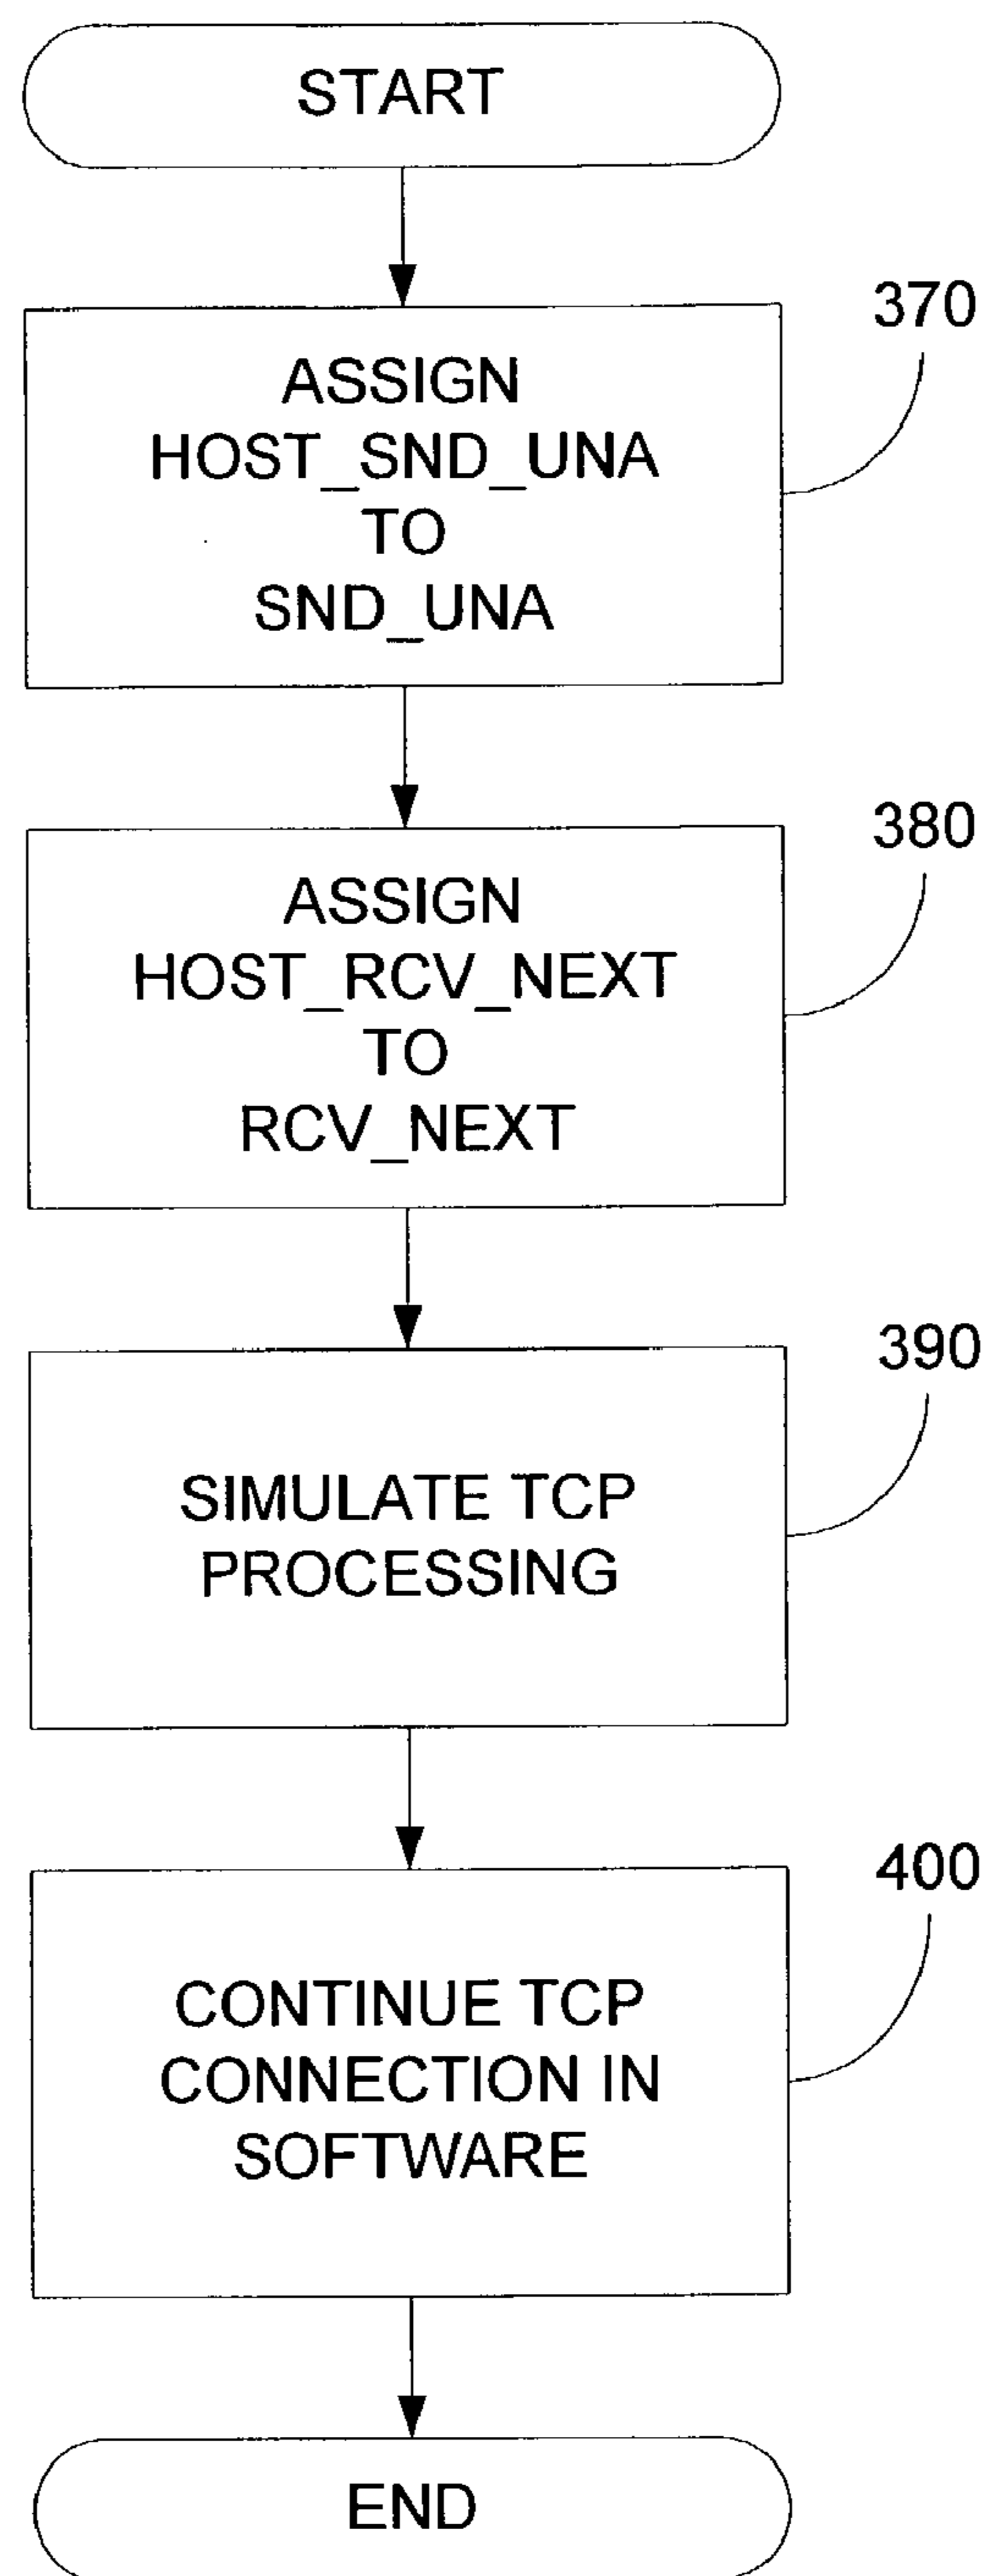 START
370
ASSIGN
HOST_SND_UNA
TO
SND_UNA
380
ASSIGN
HOST_RCV_NEXT
TO
RCV_NEXT
390
SIMULATE TCP
PROCESSING
400
CONTINUE TCP
CONNECTION IN
SOFTWARE
END